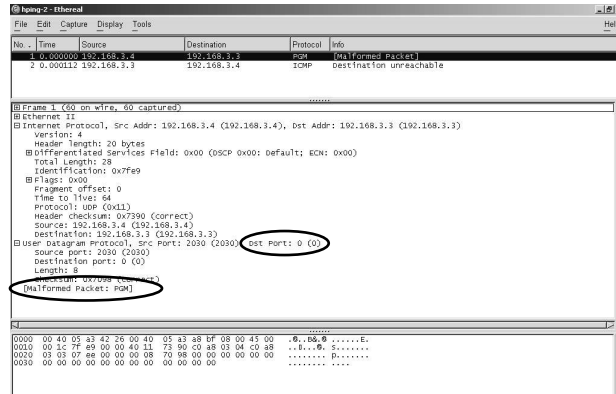 hping-2 - Ethereal
File Edit Capture Display Tools Hel
No. . Time Source Destination Protocol Info
1 0.000000 192.168.3.4 192.168.3.3 PGM [Malformed Packet]
2 0.000112 192.168.3.3 192.168.3.4 ICMP Destination unreachable
Frame 1 (60 on wire, 60 captured)
Ethernet II
Internet Protocol, Src Addr: 192.168.3.4 (192.168.3.4), Dst Addr: 192.168.3.3 (192.168.3.3)
Version: 4
Header length: 20 bytes
Differentiated Services Field: 0x00 (DSCP 0x00: Default; ECN: 0x00)
Total Length: 28
Identification: 0x7fe9
Flags: 0x00
Fragment offset: 0
Time to live: 64
Protocol: UDP (0x11)
Header checksum: 0x7390 (correct)
Source: 192.168.3.4 (192.168.3.4)
Destination: 192.168.3.3 (192.168.3.3)
User Datagram Protocol, Src Port: 2030 (2030), Dst Port: 0 (0)
Source port: 2030 (2030)
Destination port: 0 (0)
Length: 8
Checksum: 0x7098 (correct)
[Malformed Packet: PGM]
0000 00 40 05 a3 42 26 00 40 05 a3 a8 bf 08 00 45 00 .@..B&.@ ......E.
0010 00 1c 7f e9 00 00 40 11 73 90 c0 a8 03 04 c0 a8 ......@. s.......
0020 03 03 07 ee 00 00 00 08 70 98 00 00 00 00 00 00 ........ p.......
0030 00 00 00 00 00 00 00 00 00 00 00 00 ........ ....